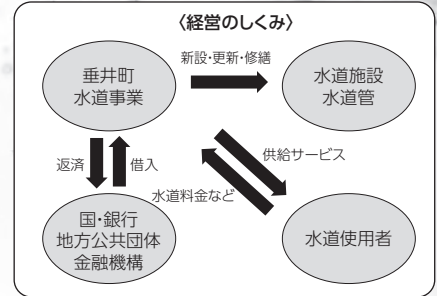 〈経営のしくみ〉
垂井町
水道事業
新設・更新・修繕
水道施設
水道管
返済
借入
供給サービス
水道料金など
国・銀行
地方公共団体
金融機構
水道使用者